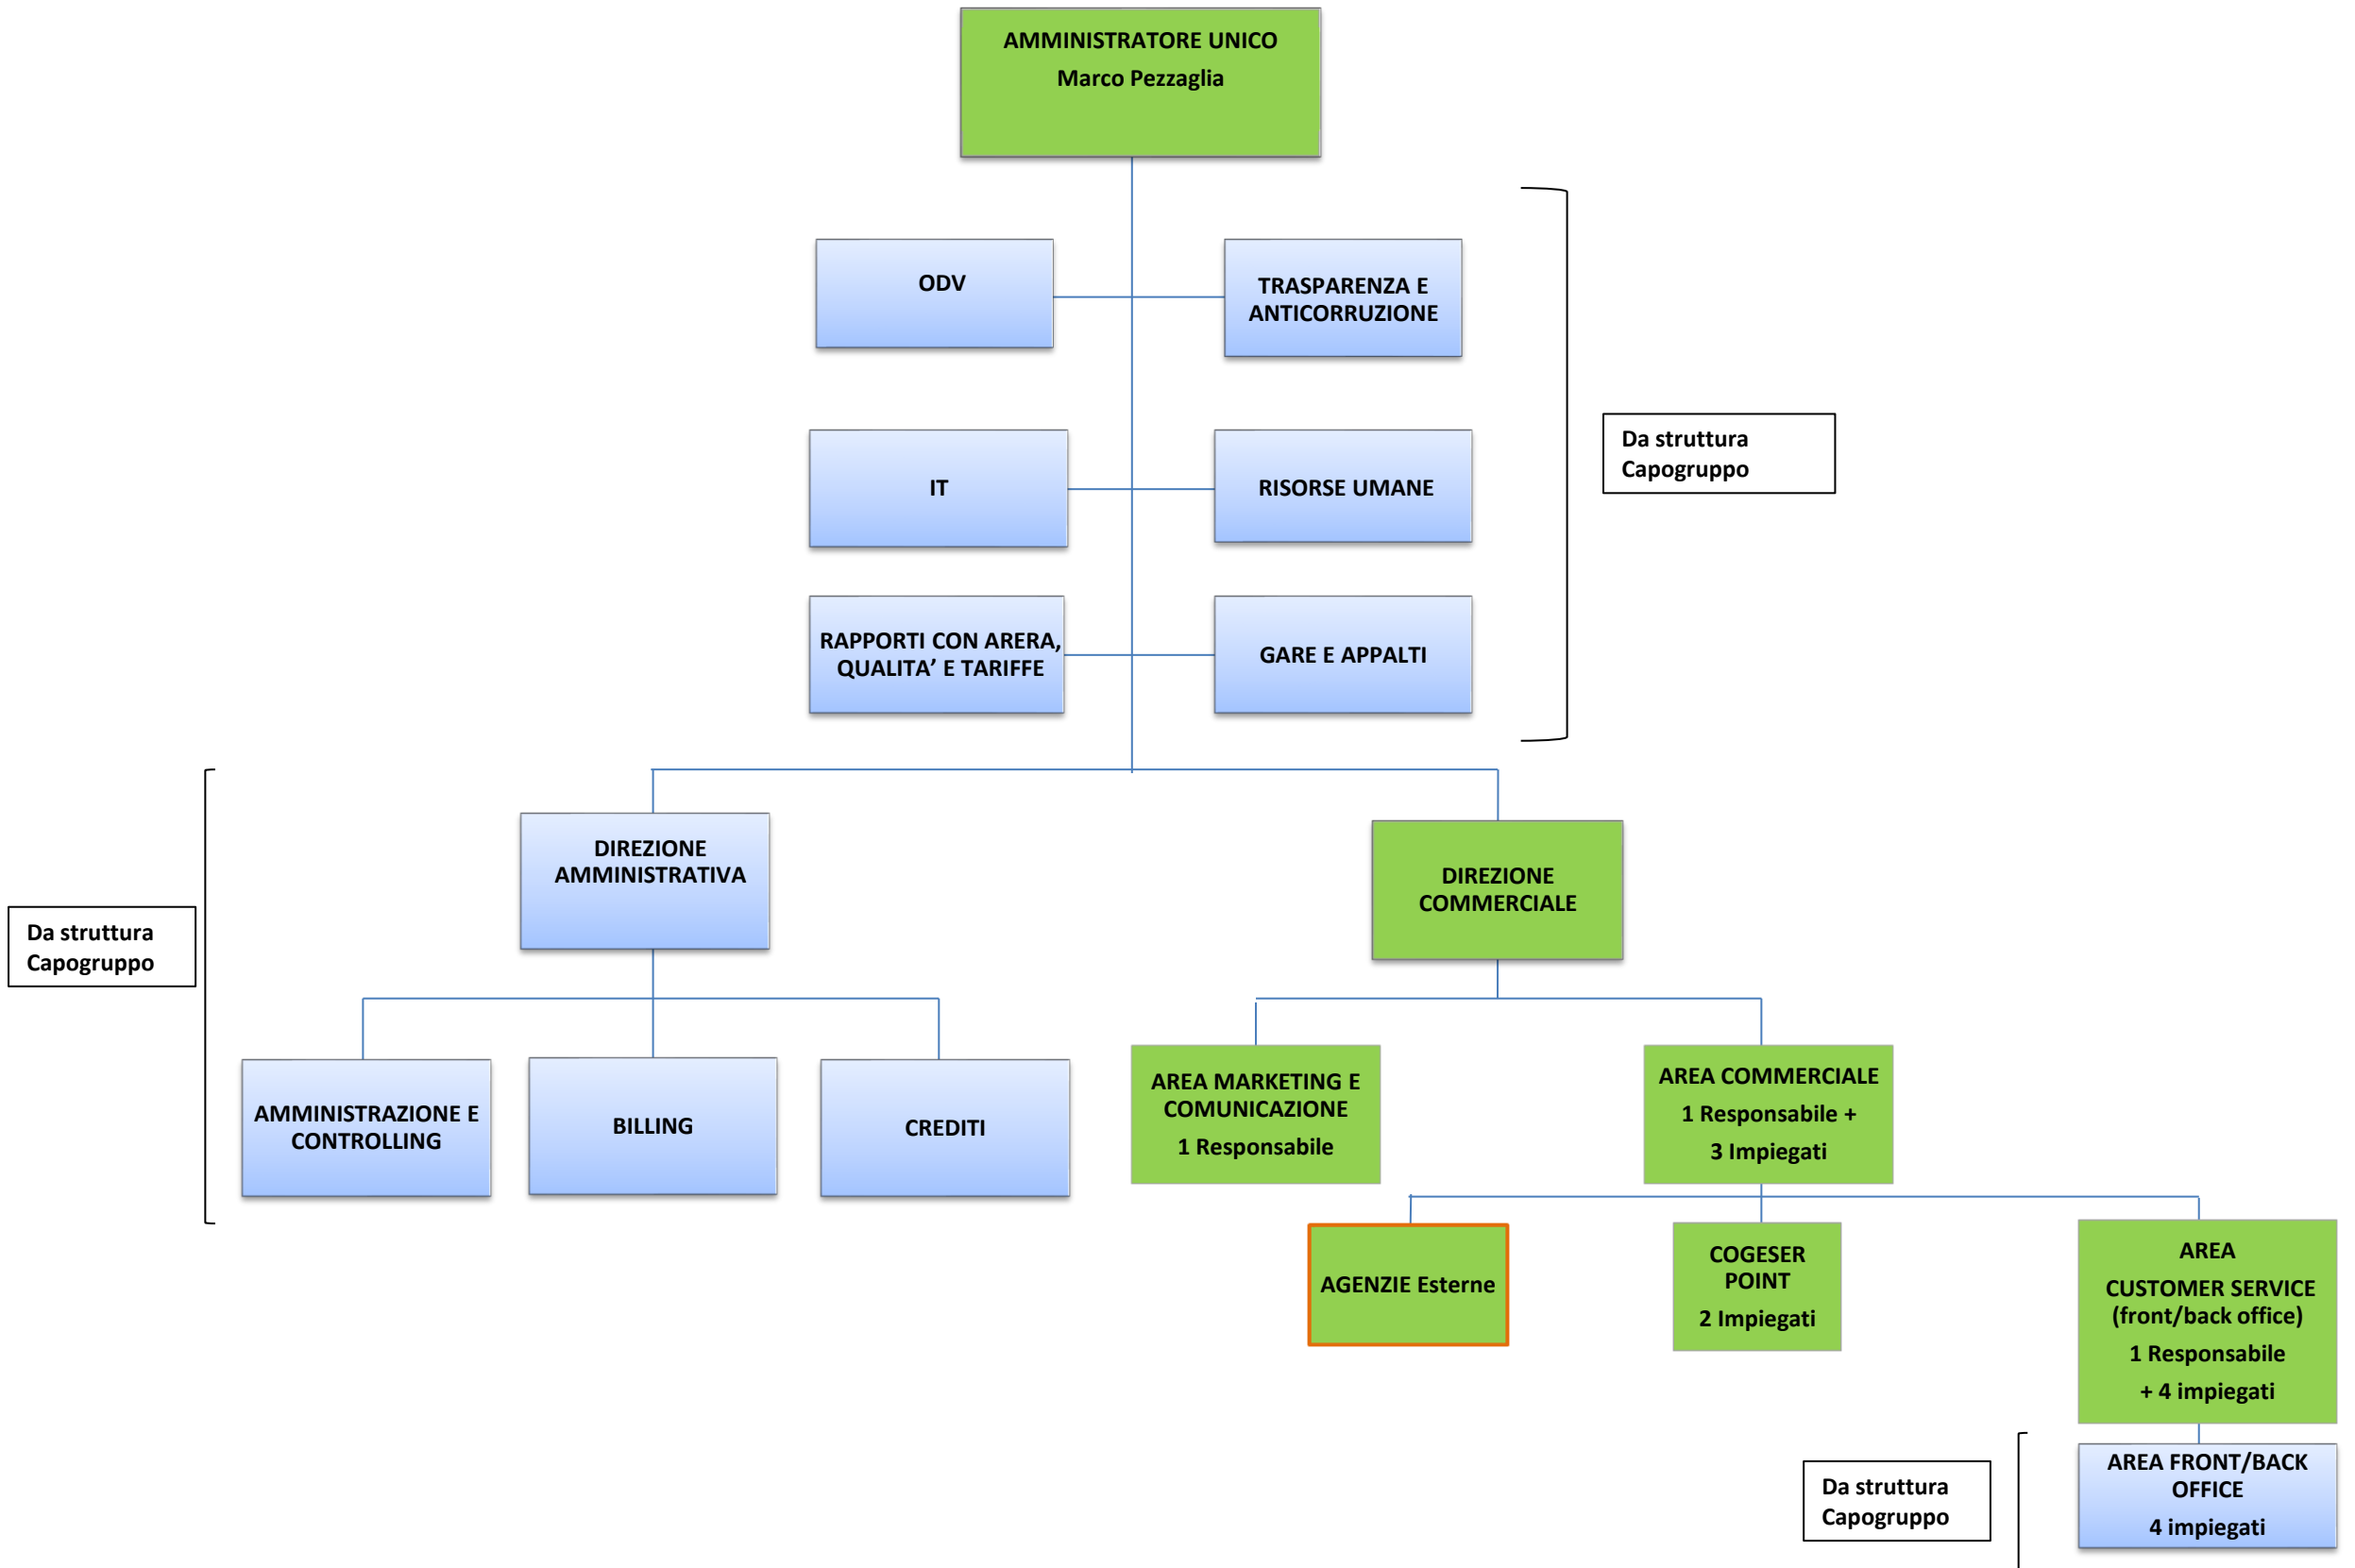 AMMINISTRATORE UNICO
Marco Pezzaglia
ODV
TRASPARENZA E
ANTICORRUZIONE
Da struttura
Capogruppo
IT
RISORSE UMANE
RAPPORTI CON ARERA,
QUALITA’ E TARIFFE
GARE E APPALTI
DIREZIONE
AMMINISTRATIVA
DIREZIONE
COMMERCIALE
Da struttura
Capogruppo
AMMINISTRAZIONE E
CONTROLLING
BILLING
CREDITI
AREA MARKETING E
COMUNICAZIONE
1 Responsabile
AREA COMMERCIALE
1 Responsabile +
3 Impiegati
AGENZIE Esterne
COGESER
POINT
2 Impiegati
AREA
CUSTOMER SERVICE
(front/back office)
1 Responsabile
+ 4 impiegati
Da struttura
Capogruppo
AREA FRONT/BACK
OFFICE
4 impiegati